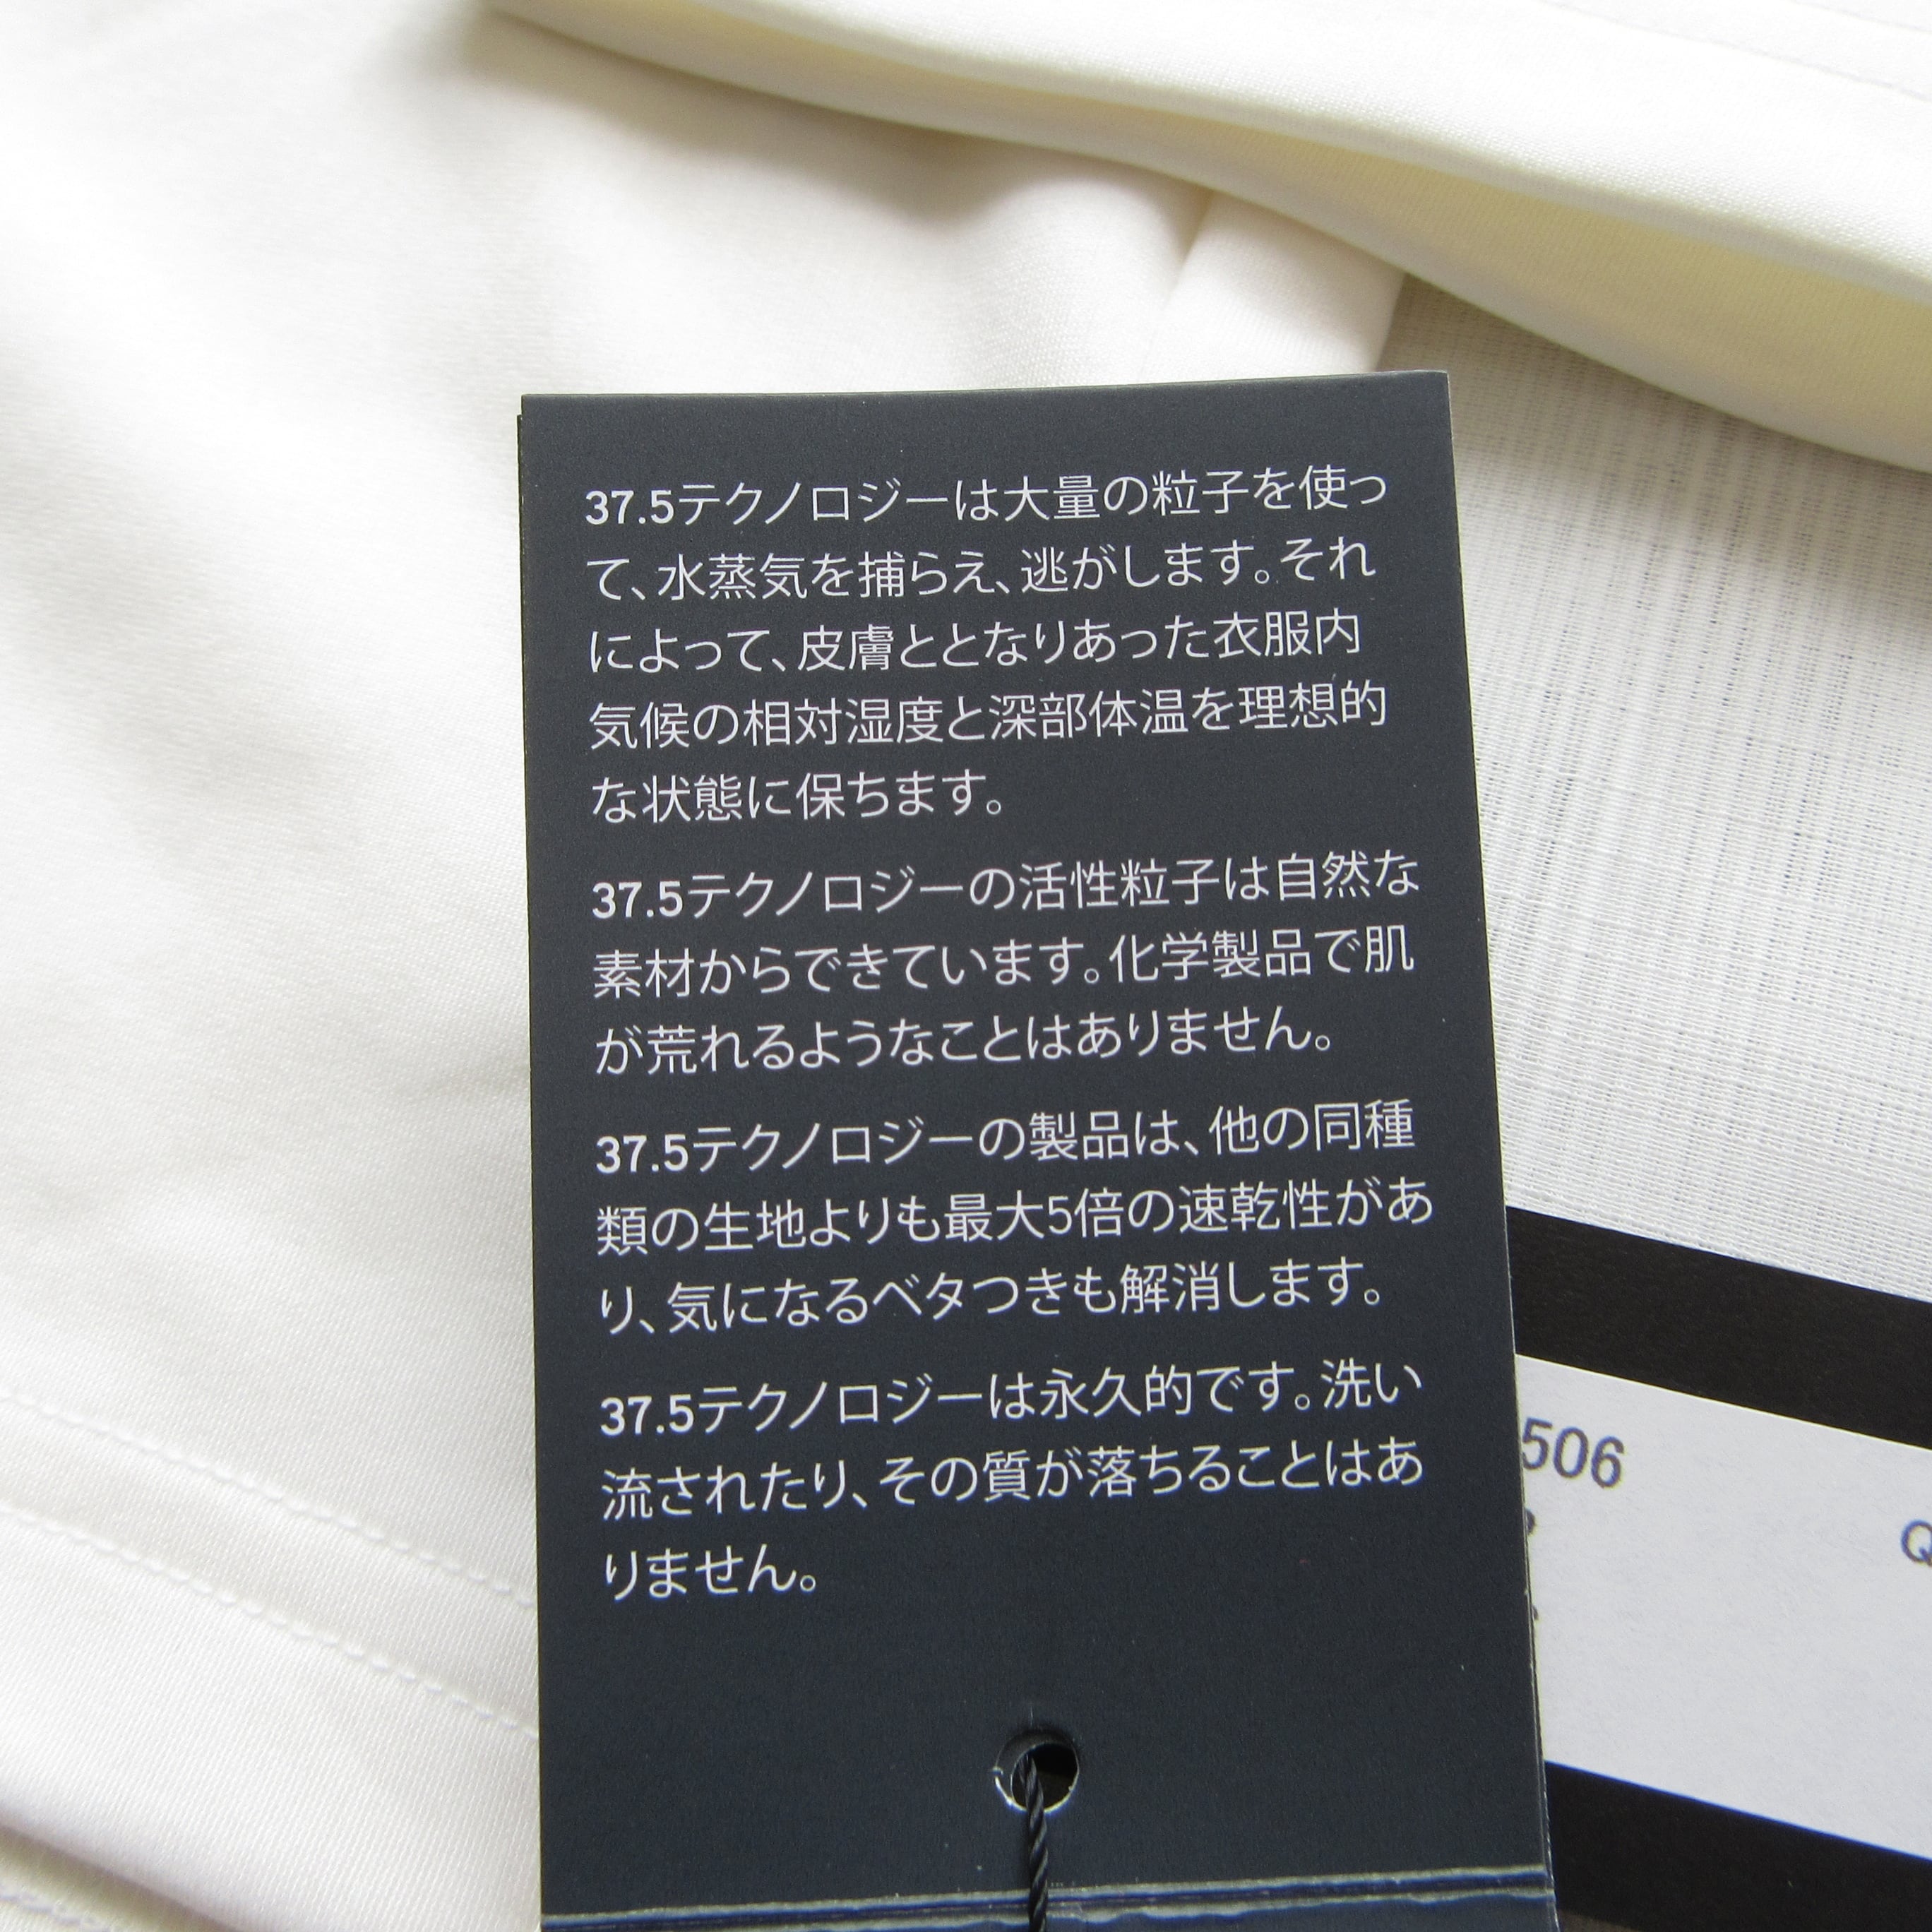 37.5テクノロジーは大量の粒子を使っ
て、水蒸気を捕らえ、逃がします。それ
によって、皮膚ととなりあった衣服内
気候の相対湿度と深部体温を理想的
な状態に保ちます。
37.5テクノロジーの活性粒子は自然な
素材からできています。化学製品で肌
が荒れるようなことはありません。
37.5テクノロジーの製品は、他の同種
類の生地よりも最大5倍の速乾性があ
り、気になるベタつきも解消します。
37.5テクノロジーは永久的です。洗い
流されたり、その質が落ちることはあ
りません。
506
Q